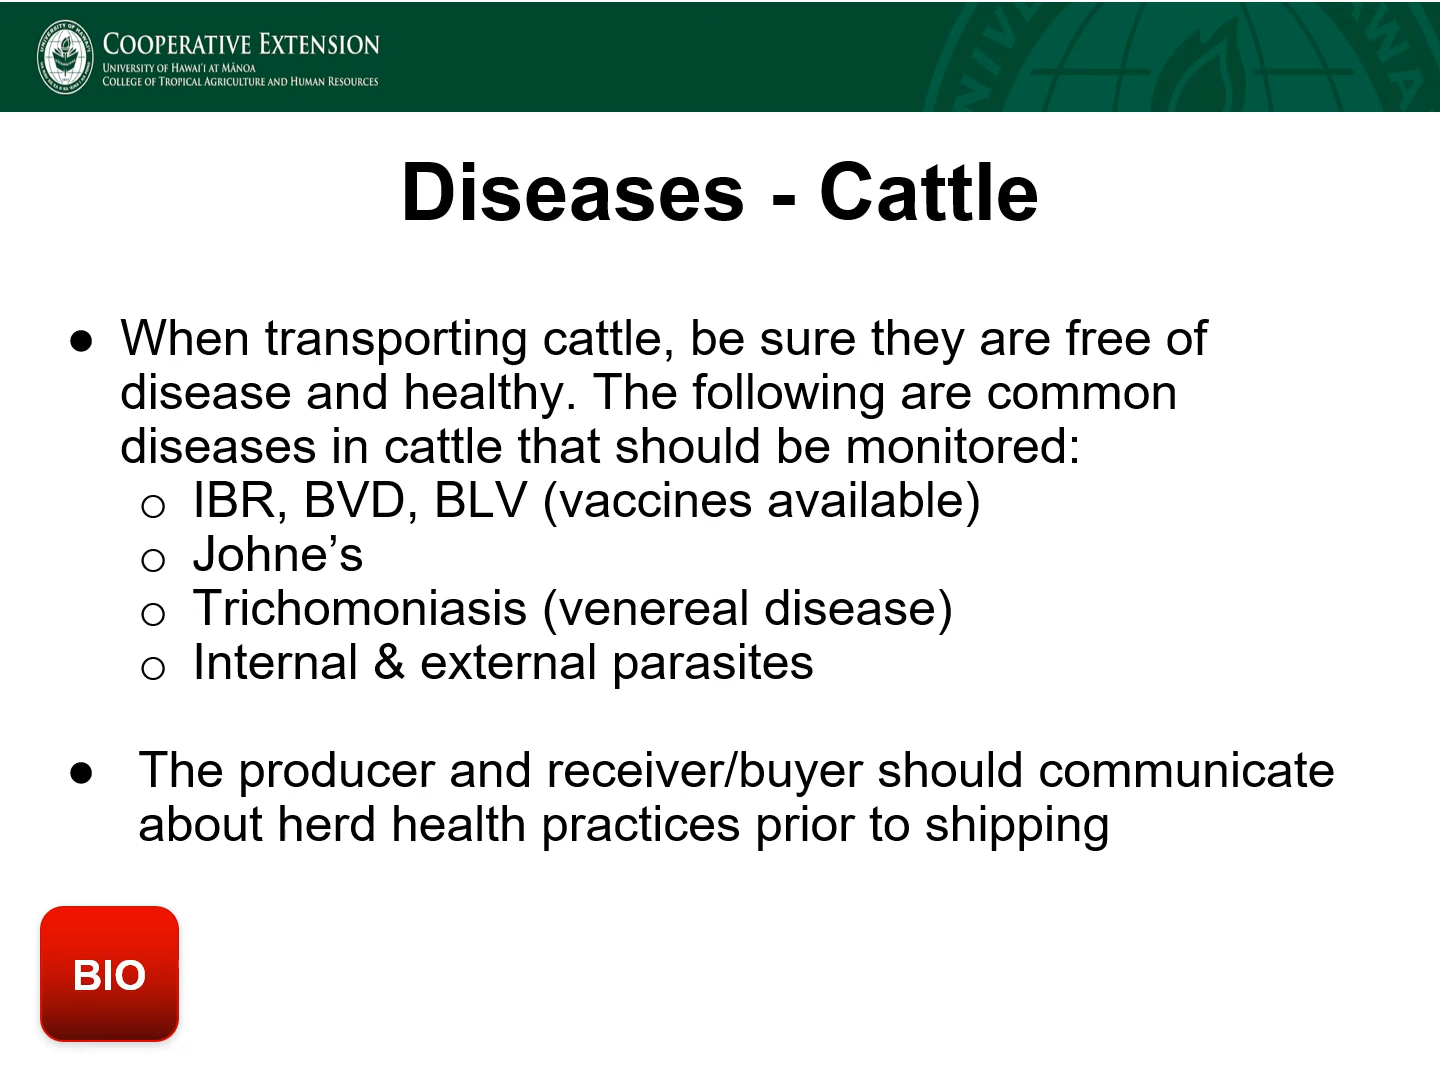 COOPERATIVE EXTENSION
UNIVERSITY OF HAWAI'I AT MĀNOA
COLLEGE OF TROPICAL AGRICULTURE AND HUMAN RESOURCES
Diseases - Cattle
● When transporting cattle, be sure they are free of
disease and healthy. The following are common
diseases in cattle that should be monitored:
○ IBR, BVD, BLV (vaccines available)
○ Johne’s
○ Trichomoniasis (venereal disease)
○ Internal & external parasites
● The producer and receiver/buyer should communicate
about herd health practices prior to shipping
BIO